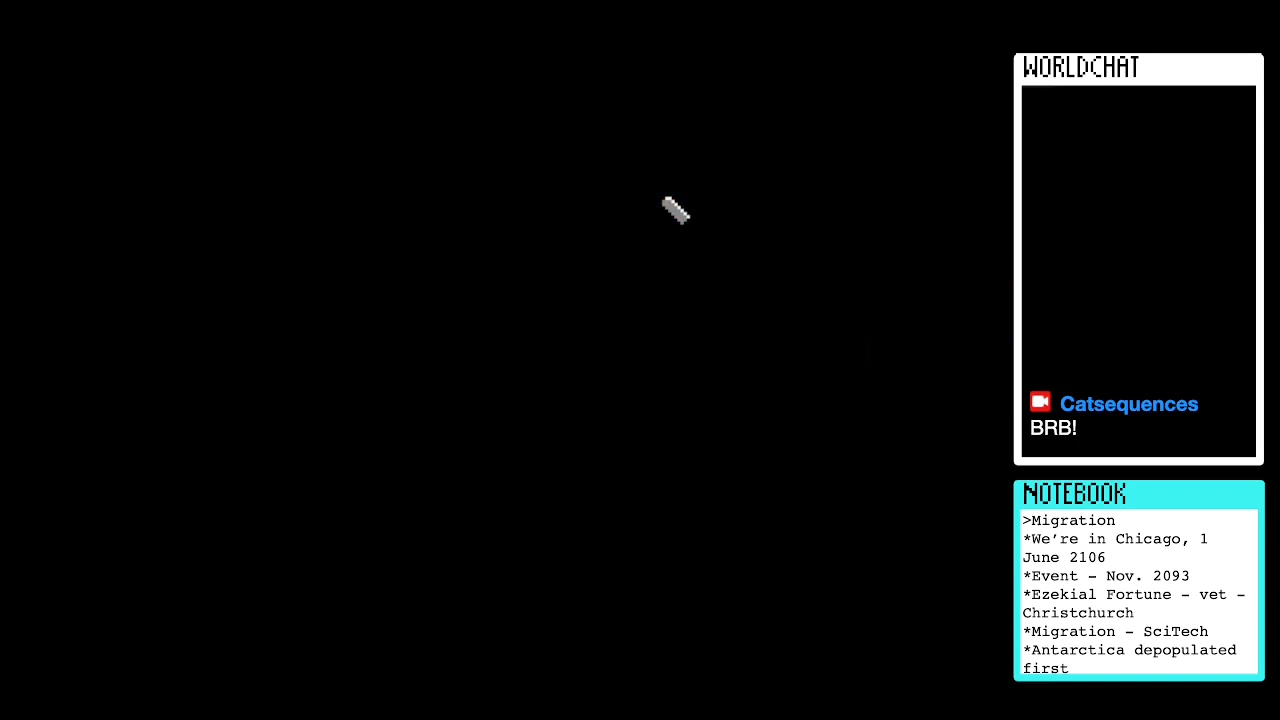 WORLDCHAT
Catsequences
BRB!
NOTEBOOK
>Migration
*We're in Chicago, 1
June 2106
*Event - Nov. 2093
*Ezekial Fortune - vet -
Christchurch
*Migration - SciTech
*Antarctica depopulated
first